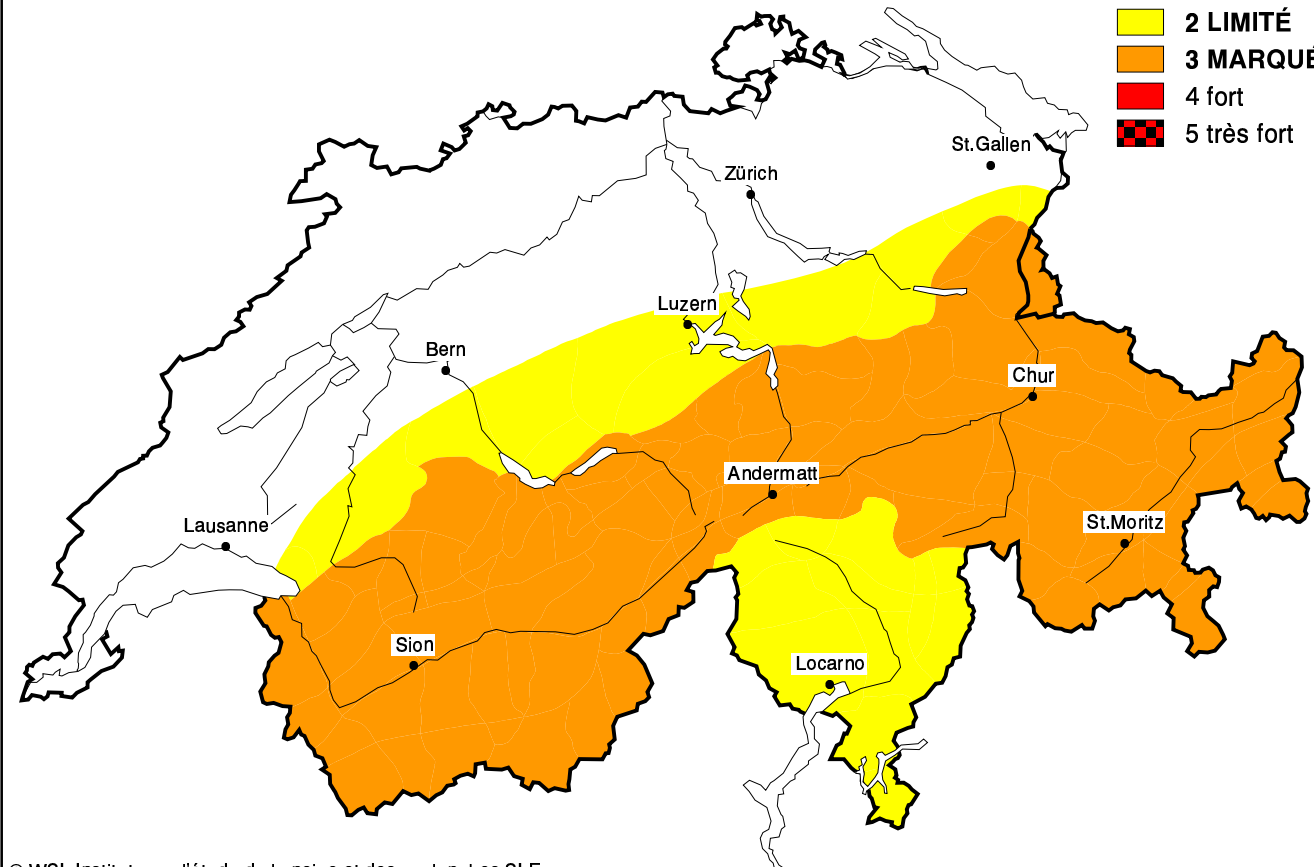 2 LIMITÉ
3 MARQUÉ
4 fort
5 très fort
St.Gallen
Zürich
Luzern
Bern
Chur
Andermatt
St.Moritz
Lausanne
Sion
Locarno